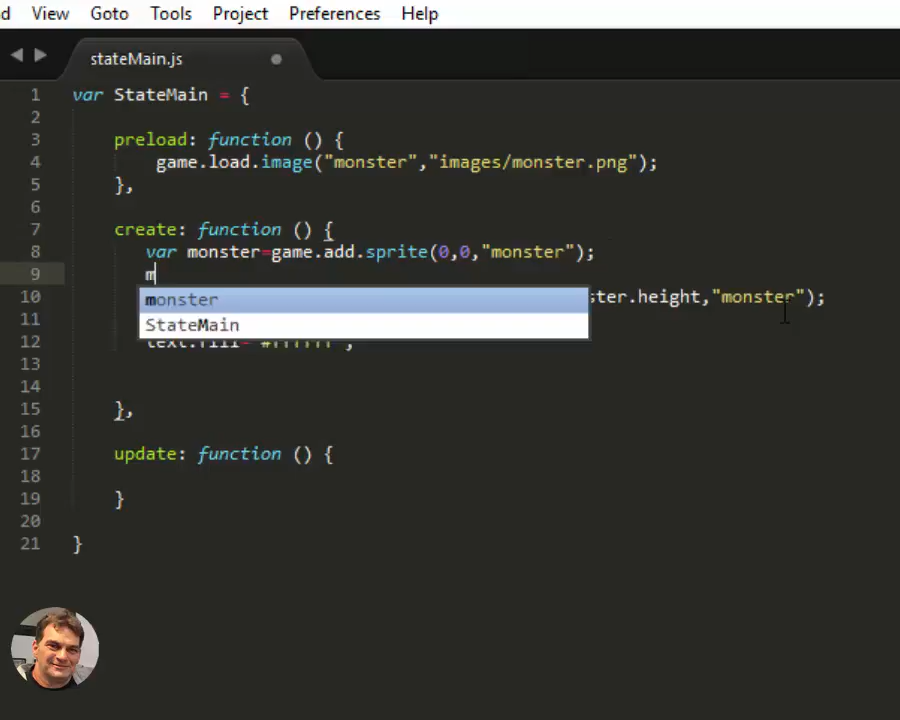 d View Goto Tools Project Preferences Help
stateMain.js
1 var StateMain = {
2
3 preload: function () {
4 game.load.image("monster","images/monster.png");
5 },
6
7 create: function () {
8 var monster=game.add.sprite(0,0,"monster");
9 m
monster
10 ster.height,"monster");
StateMain
11
12
13
14
15 },
16
17 update: function () {
18
19 }
20
21 }